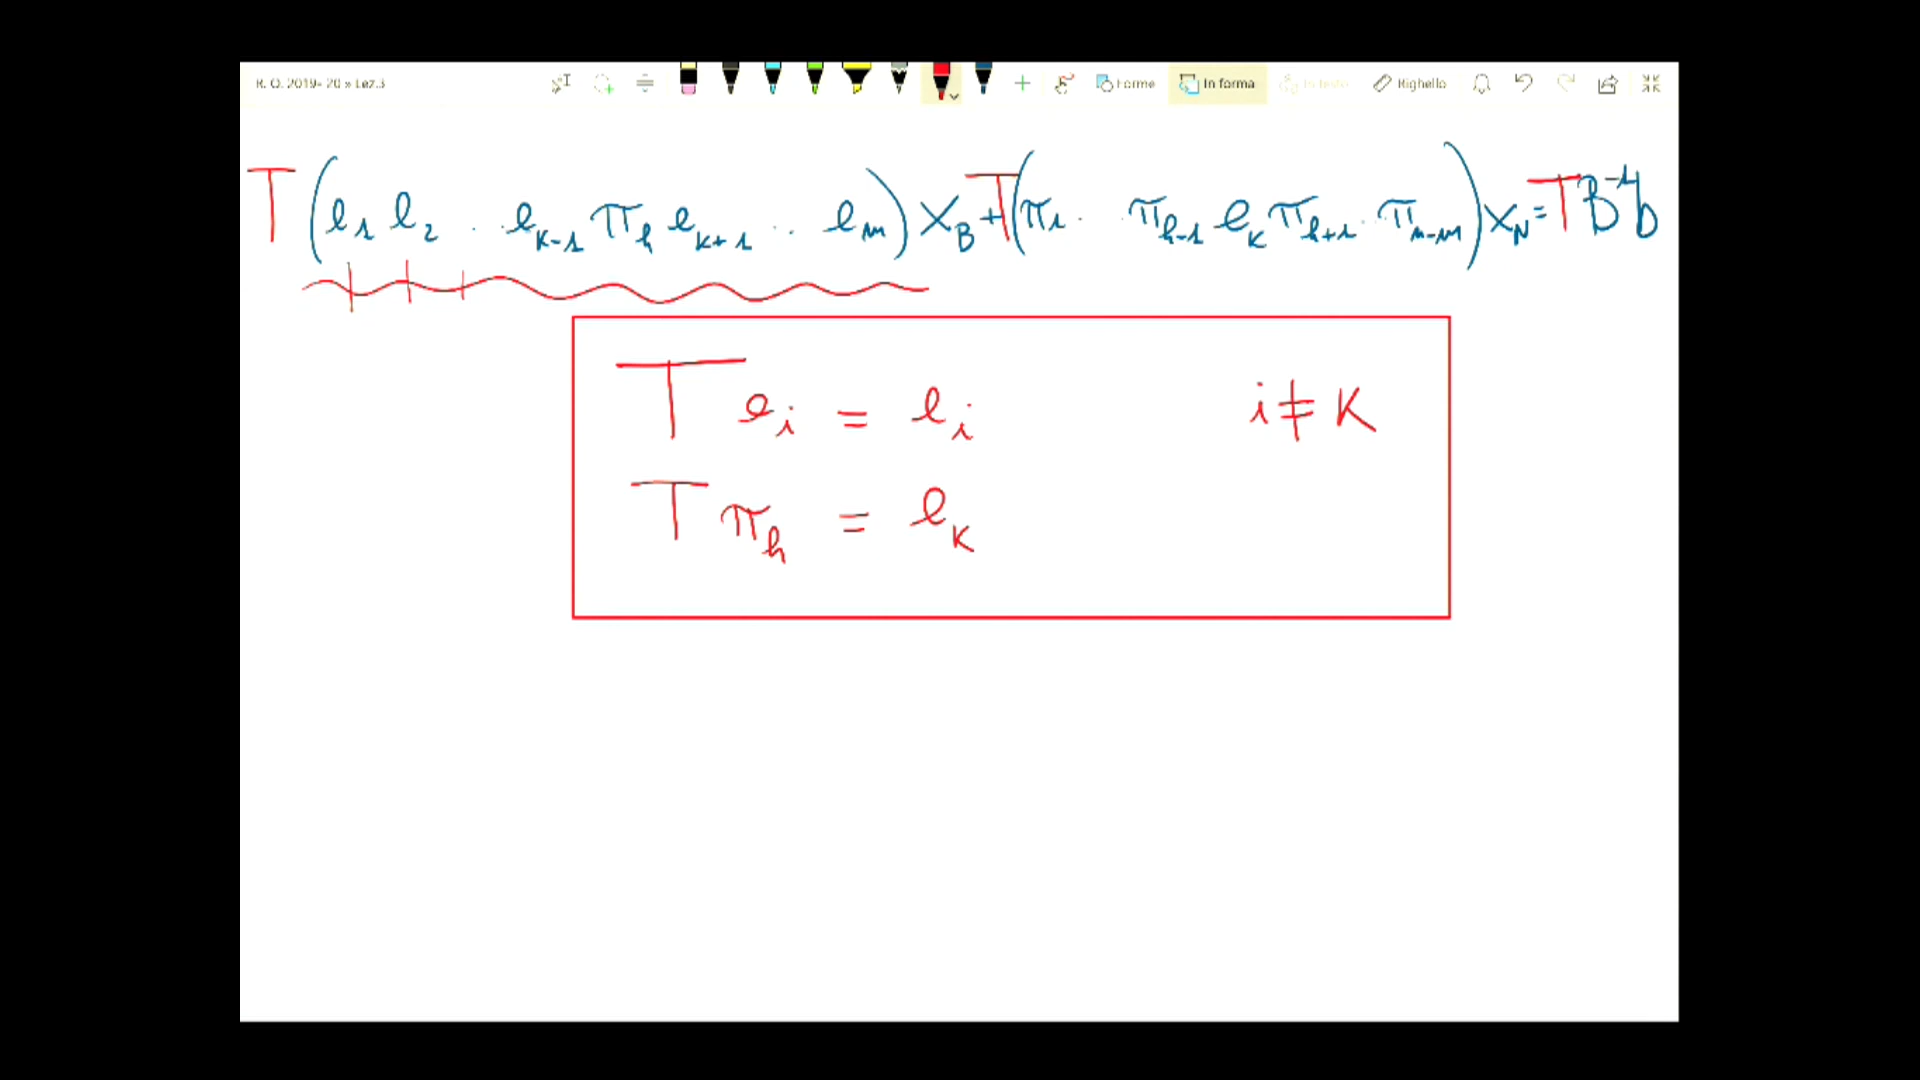 R. O. 2019- 20 » Lez.3 Forme In forma Righello
T (e₁ e₂ . . e_{k-1} π_h e_{k+1} . . e_m) x_B + T(π₁ . . π_{h-1} e_k π_{h+1} . π_{n-m}) x_N = T B⁻¹b
T e_i = e_i i ≠ k
T π_h = e_k